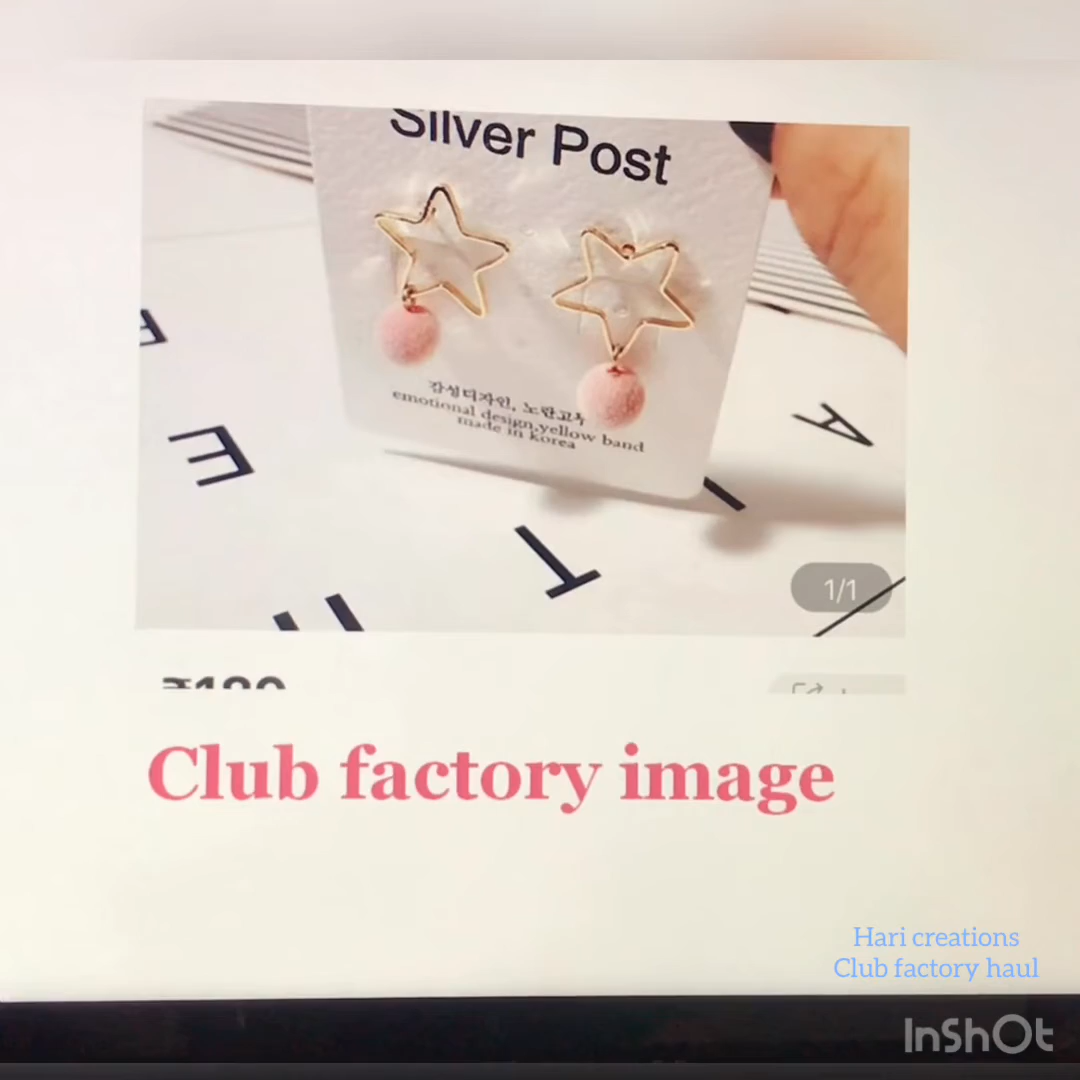 Silver Post
감성디자인, 노란고무
emotional design.yellow band
made in korea
A
E
A
T
1/1
Club factory image
Hari creations
Club factory haul
InShOt